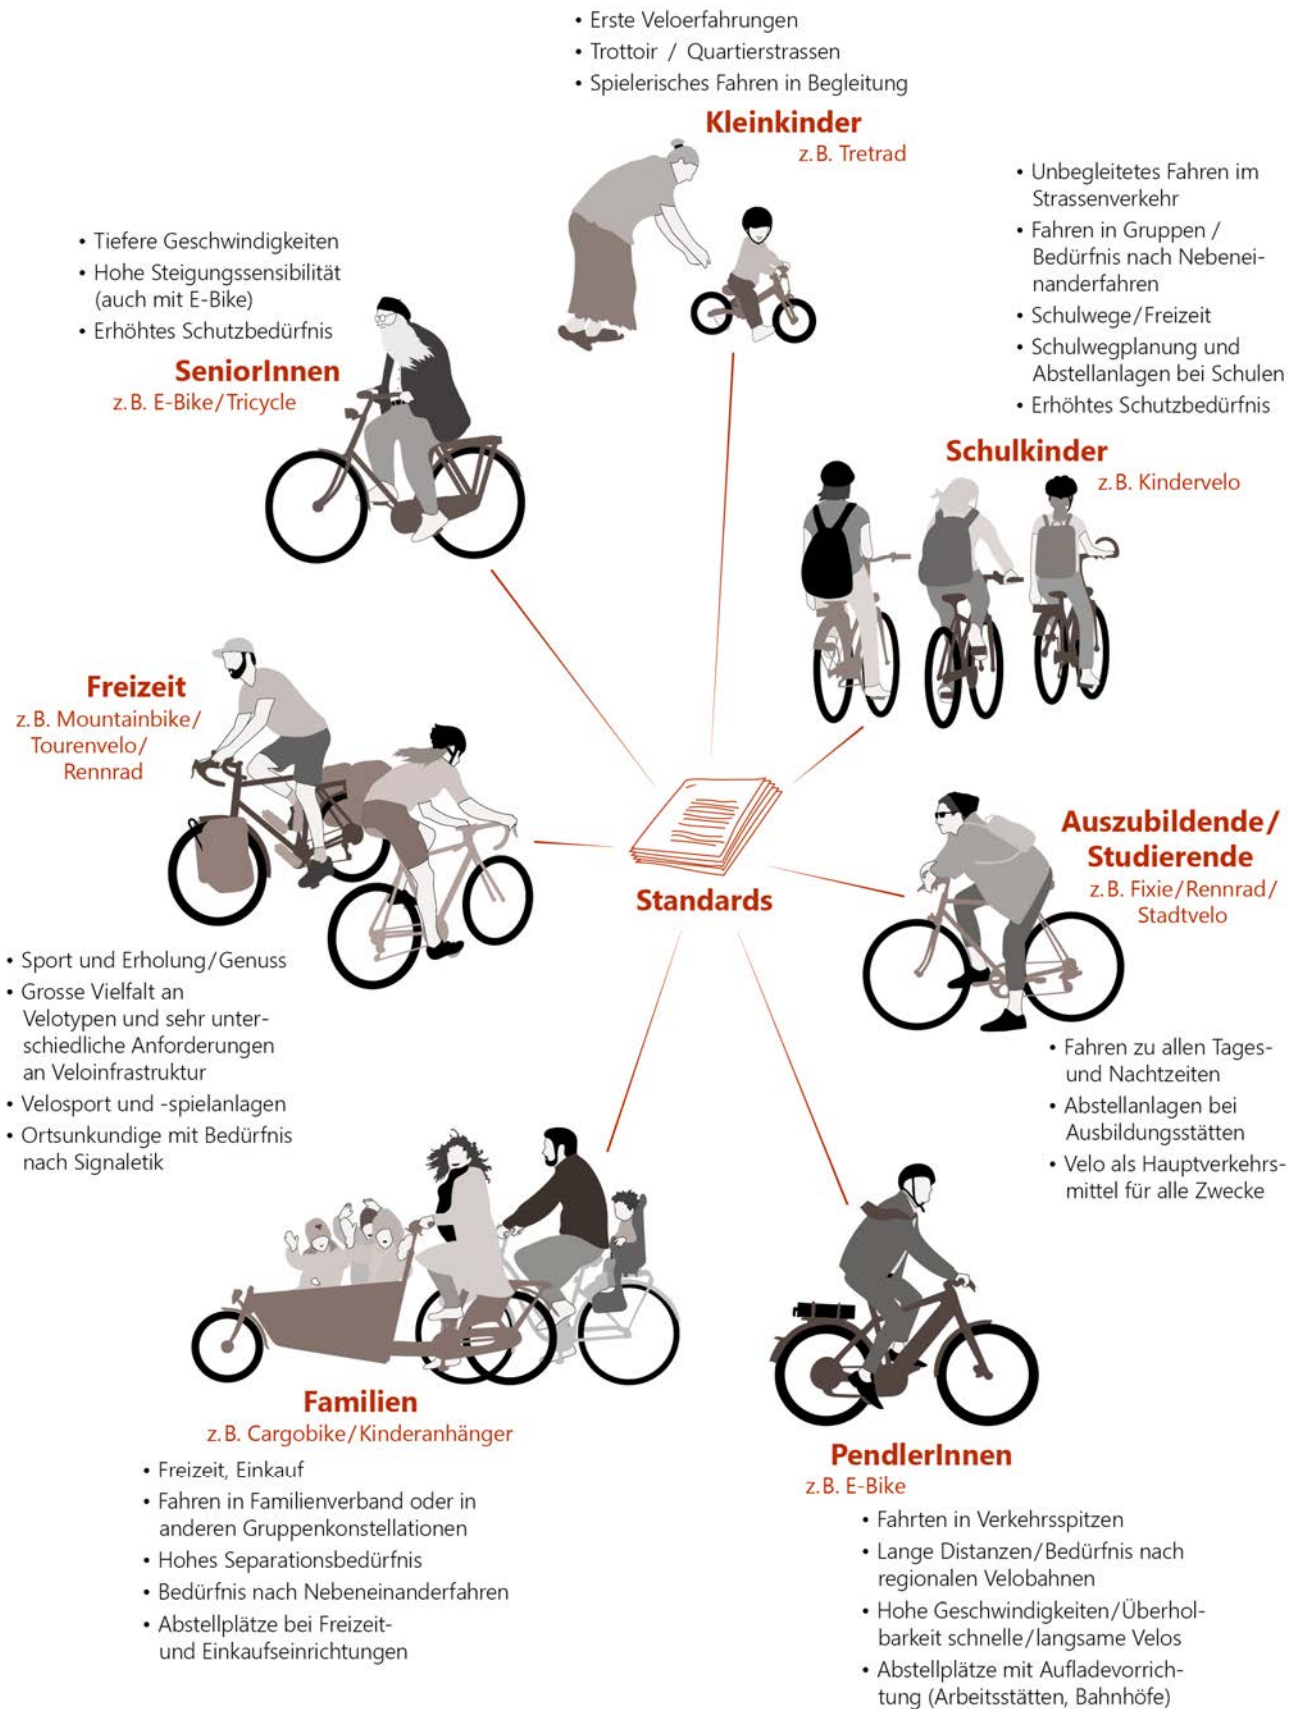 • Erste Veloerfahrungen
• Trottoir / Quartierstrassen
• Spielerisches Fahren in Begleitung
Kleinkinder
z.B. Tretrad
• Unbegleitetes Fahren im
Strassenverkehr
• Fahren in Gruppen /
Bedürfnis nach Nebenei-
nanderfahren
• Schulwege/Freizeit
• Schulwegplanung und
Abstellanlagen bei Schulen
• Erhöhtes Schutzbedürfnis
Schulkinder
z.B. Kindervelo
• Tiefere Geschwindigkeiten
• Hohe Steigungssensibilität
(auch mit E-Bike)
• Erhöhtes Schutzbedürfnis
SeniorInnen
z.B. E-Bike/Tricycle
Freizeit
z.B. Mountainbike/
Tourenvelo/
Rennrad
• Sport und Erholung/Genuss
• Grosse Vielfalt an
Velotypen und sehr unter-
schiedliche Anforderungen
an Veloinfrastruktur
• Velosport und -spielanlagen
• Ortsunkundige mit Bedürfnis
nach Signaletik
Standards
Auszubildende/
Studierende
z.B. Fixie/Rennrad/
Stadtvelo
• Fahren zu allen Tages-
und Nachtzeiten
• Abstellanlagen bei
Ausbildungsstätten
• Velo als Hauptverkehrs-
mittel für alle Zwecke
Familien
z.B. Cargobike/Kinderanhänger
• Freizeit, Einkauf
• Fahren in Familienverband oder in
anderen Gruppenkonstellationen
• Hohes Separationsbedürfnis
• Bedürfnis nach Nebeneinanderfahren
• Abstellplätze bei Freizeit-
und Einkaufseinrichtungen
PendlerInnen
z.B. E-Bike
• Fahrten in Verkehrsspitzen
• Lange Distanzen/Bedürfnis nach
regionalen Velobahnen
• Hohe Geschwindigkeiten/Überhol-
barkeit schnelle/langsame Velos
• Abstellplätze mit Aufladevorrich-
tung (Arbeitsstätten, Bahnhöfe)